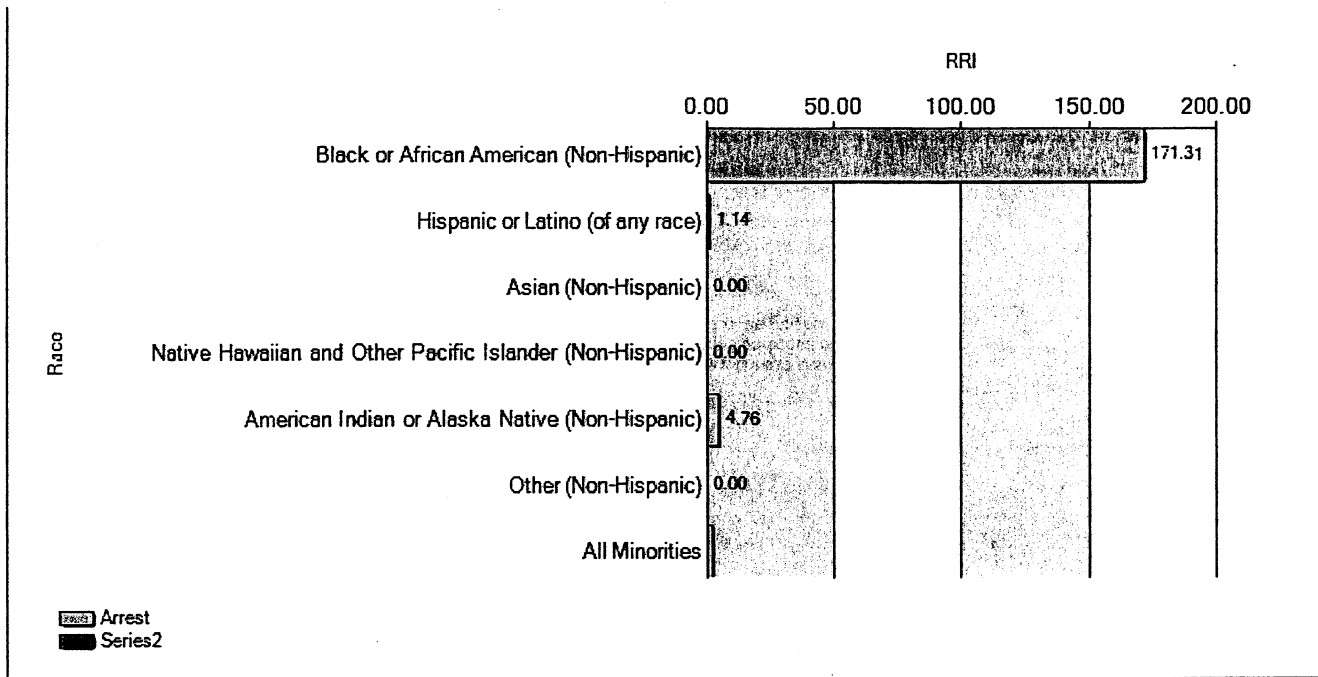 RRI
0.00 50.00 100.00 150.00 200.00
Black or African American (Non-Hispanic) 171.31
Hispanic or Latino (of any race) 1.14
Asian (Non-Hispanic) 0.00
Race
Native Hawaiian and Other Pacific Islander (Non-Hispanic) 0.00
American Indian or Alaska Native (Non-Hispanic) 4.76
Other (Non-Hispanic) 0.00
All Minorities
Arrest
Series2